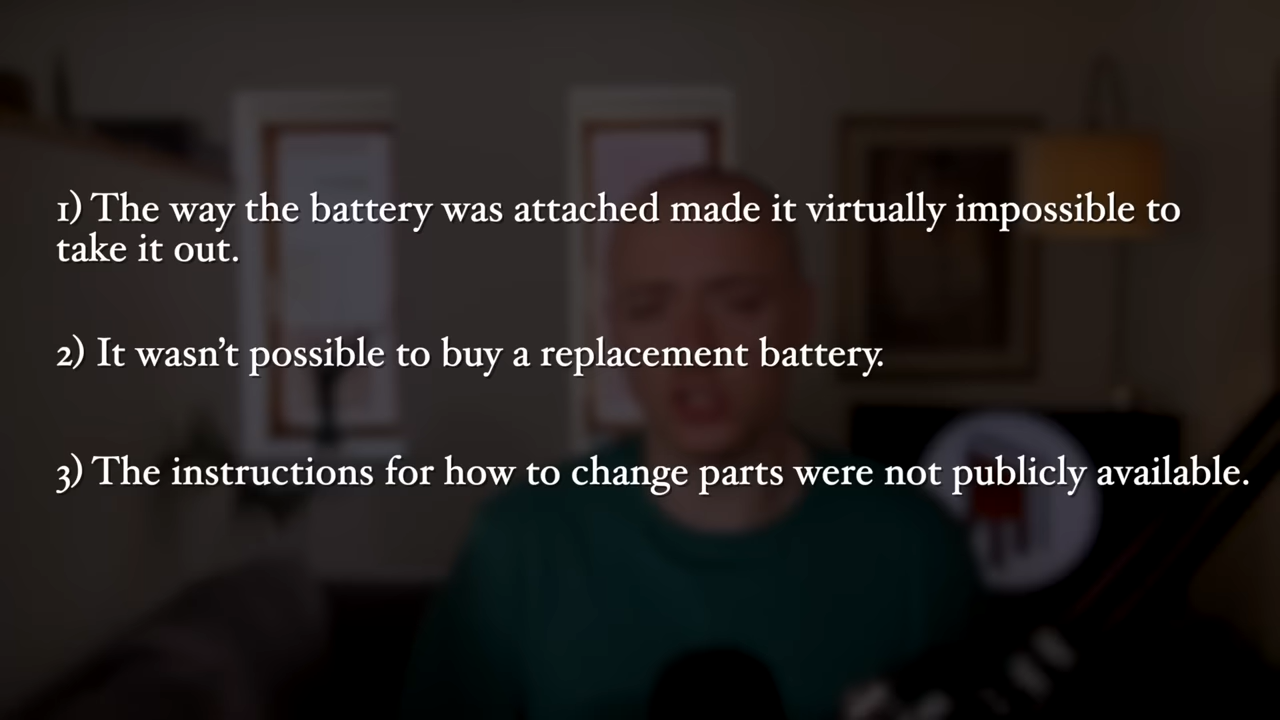 1) The way the battery was attached made it virtually impossible to
take it out.
2) It wasn’t possible to buy a replacement battery.
3) The instructions for how to change parts were not publicly available.